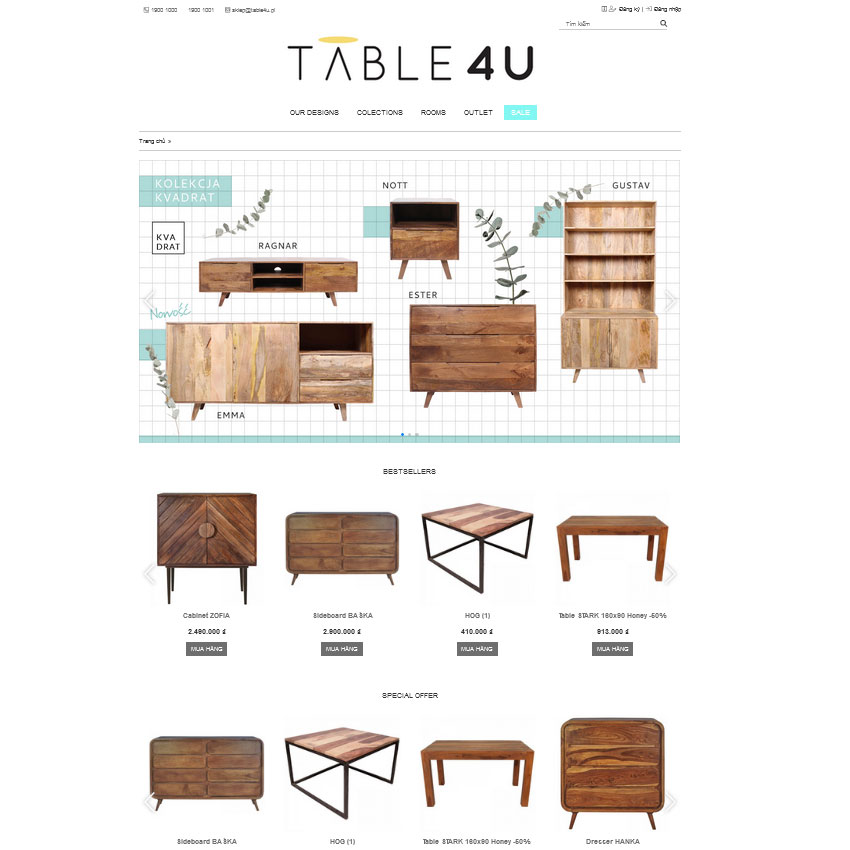 1900 1000 1900 1001 sklep@table4u.pl
Đăng ký | Đăng nhập
Tìm kiếm
TABLE 4U
OUR DESIGNS COLECTIONS ROOMS OUTLET SALE
Trang chủ »
KOLEKCJA
KVADRAT
KVA
DRAT
NOTT
GUSTAV
RAGNAR
ESTER
Nowość
EMMA
BESTSELLERS
Cabinet ZOFIA Sideboard BASKA HOG (1) Table STARK 160x90 Honey -50%
2.490.000 ₫ 2.900.000 ₫ 410.000 ₫ 913.000 ₫
MUA HÀNG MUA HÀNG MUA HÀNG MUA HÀNG
SPECIAL OFFER
Sideboard BASKA HOG (1) Table STARK 160x90 Honey -50% Dresser HANKA